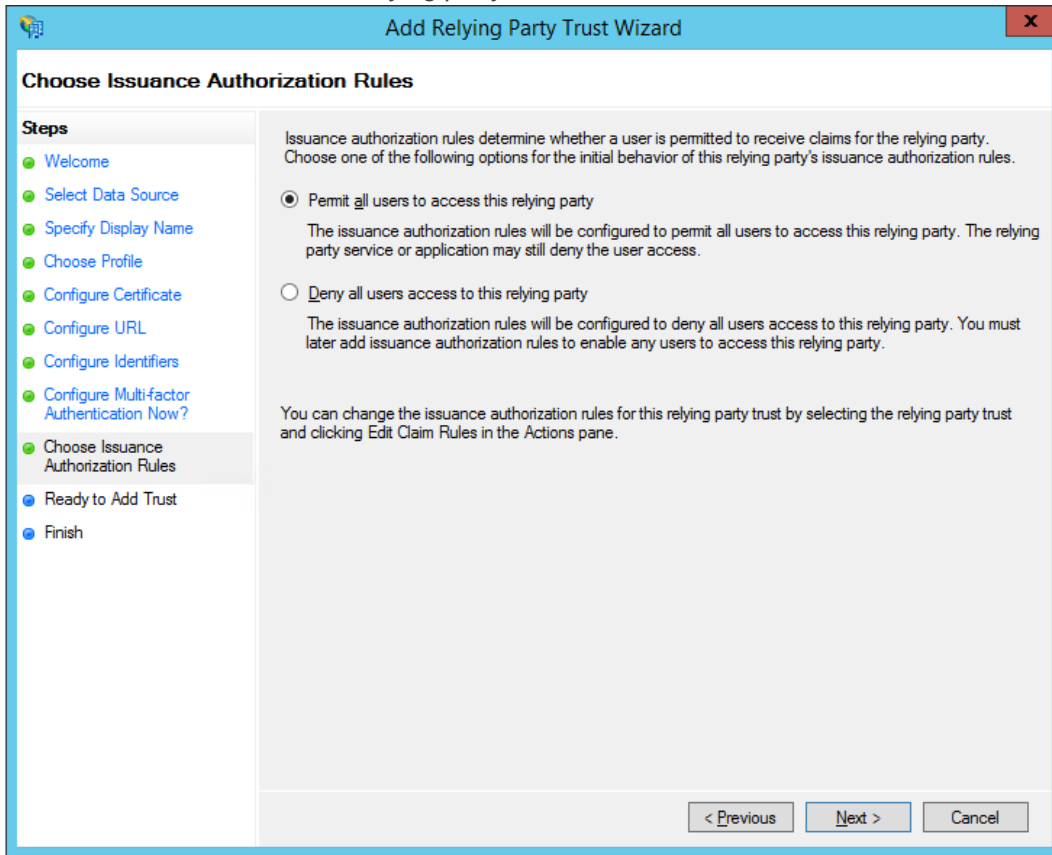 Add Relying Party Trust Wizard
x
Choose Issuance Authorization Rules
Steps
Welcome
Select Data Source
Specify Display Name
Choose Profile
Configure Certificate
Configure URL
Configure Identifiers
Configure Multi-factor
Authentication Now?
Choose Issuance
Authorization Rules
Ready to Add Trust
Finish
Issuance authorization rules determine whether a user is permitted to receive claims for the relying party.
Choose one of the following options for the initial behavior of this relying party's issuance authorization rules.
Permit all users to access this relying party
The issuance authorization rules will be configured to permit all users to access this relying party. The relying
party service or application may still deny the user access.
Deny all users access to this relying party
The issuance authorization rules will be configured to deny all users access to this relying party. You must
later add issuance authorization rules to enable any users to access this relying party.
You can change the issuance authorization rules for this relying party trust by selecting the relying party trust
and clicking Edit Claim Rules in the Actions pane.
< Previous
Next >
Cancel